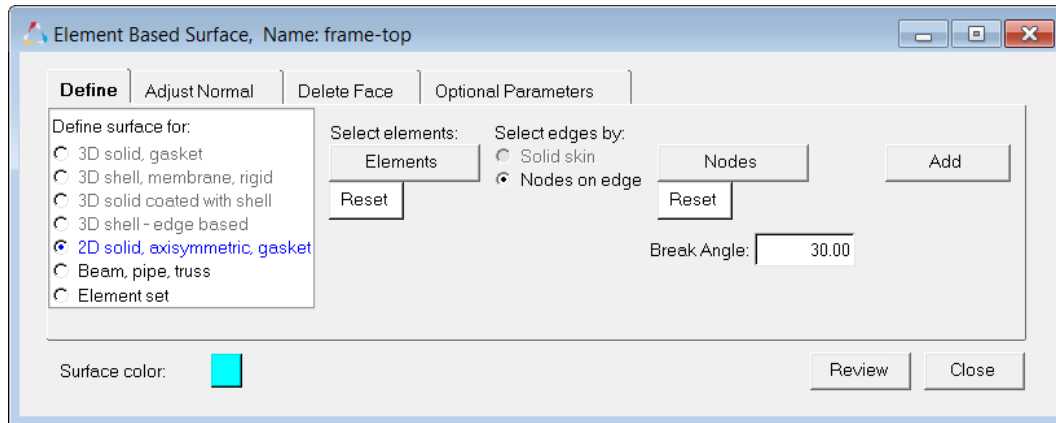 Element Based Surface, Name: frame-top
Define Adjust Normal Delete Face Optional Parameters
Define surface for:
3D solid, gasket
3D shell, membrane, rigid
3D solid coated with shell
3D shell - edge based
2D solid, axisymmetric, gasket
Beam, pipe, truss
Element set
Select elements:
Elements
Reset
Select edges by:
Solid skin
Nodes on edge
Nodes
Reset
Break Angle: 30.00
Add
Surface color:
Review Close